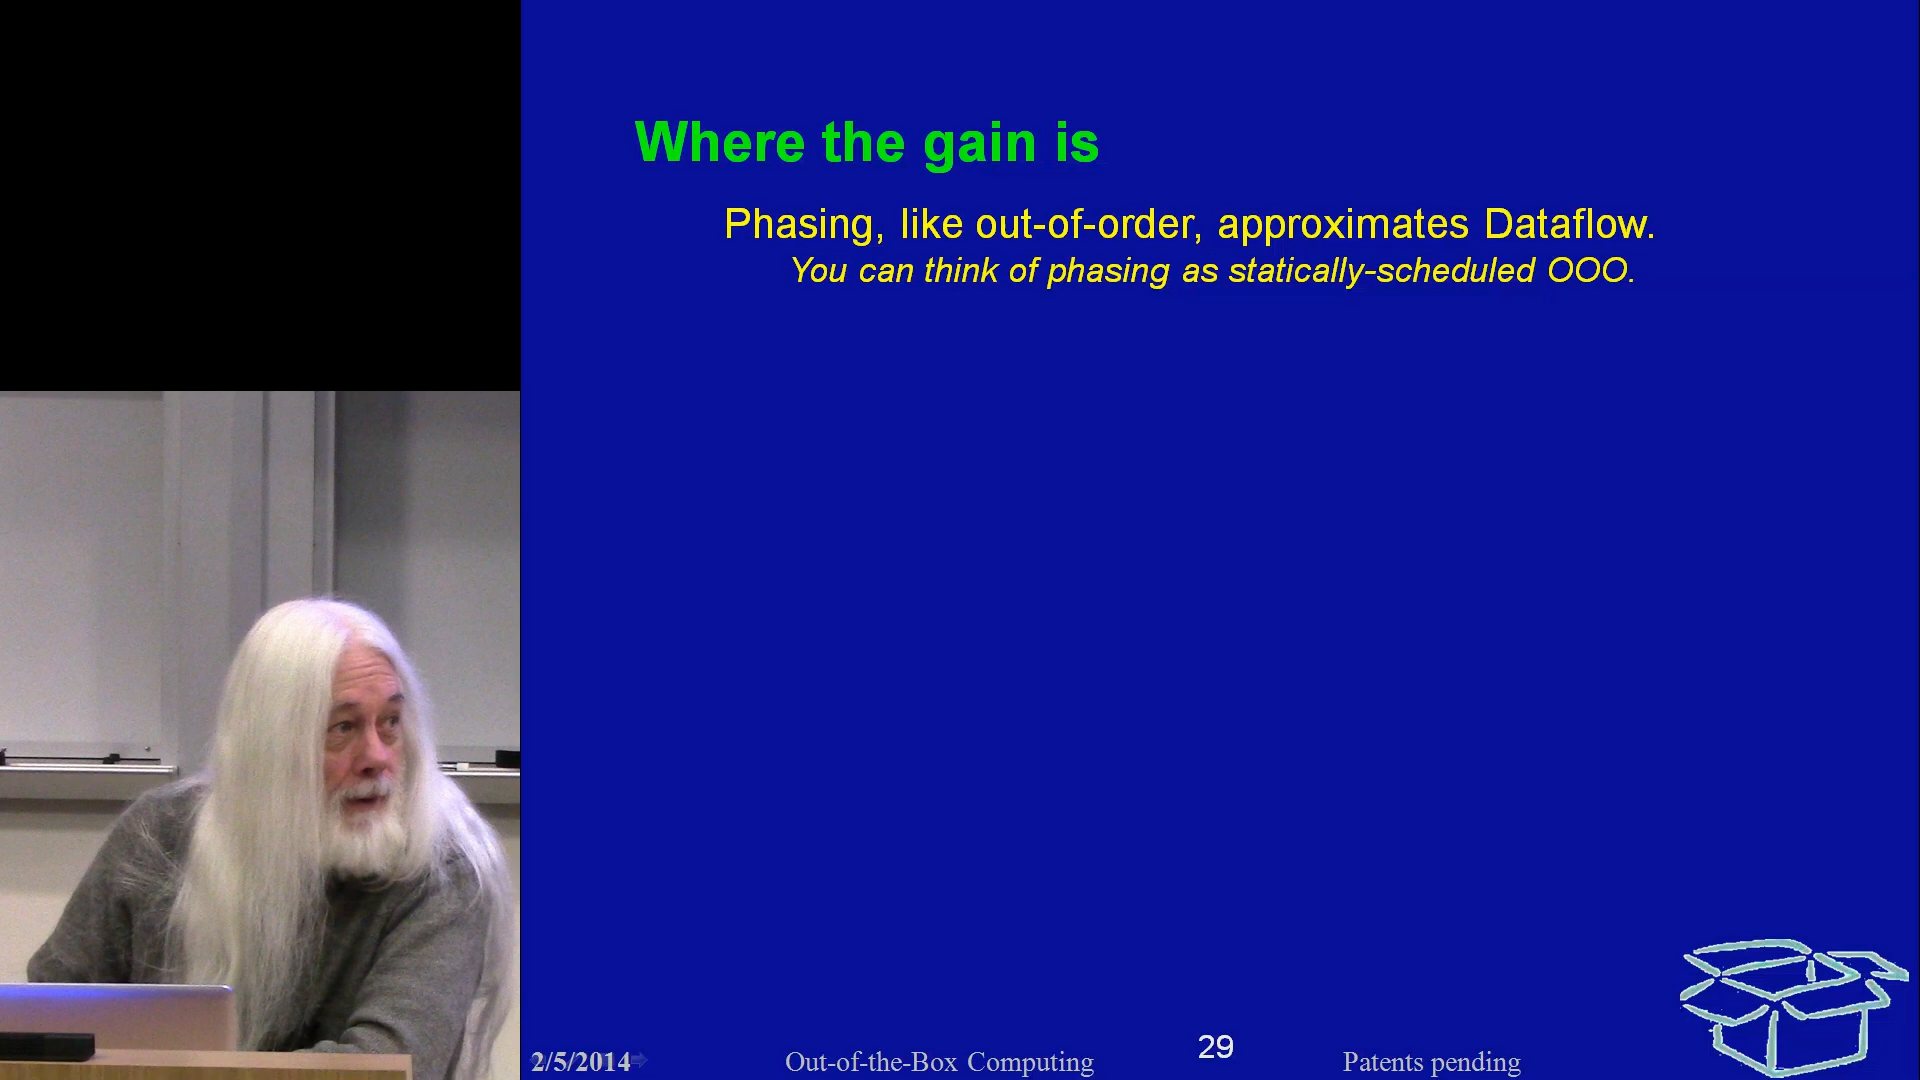 Where the gain is
Phasing, like out-of-order, approximates Dataflow.
You can think of phasing as statically-scheduled OOO.
2/5/2014
Out-of-the-Box Computing
29
Patents pending